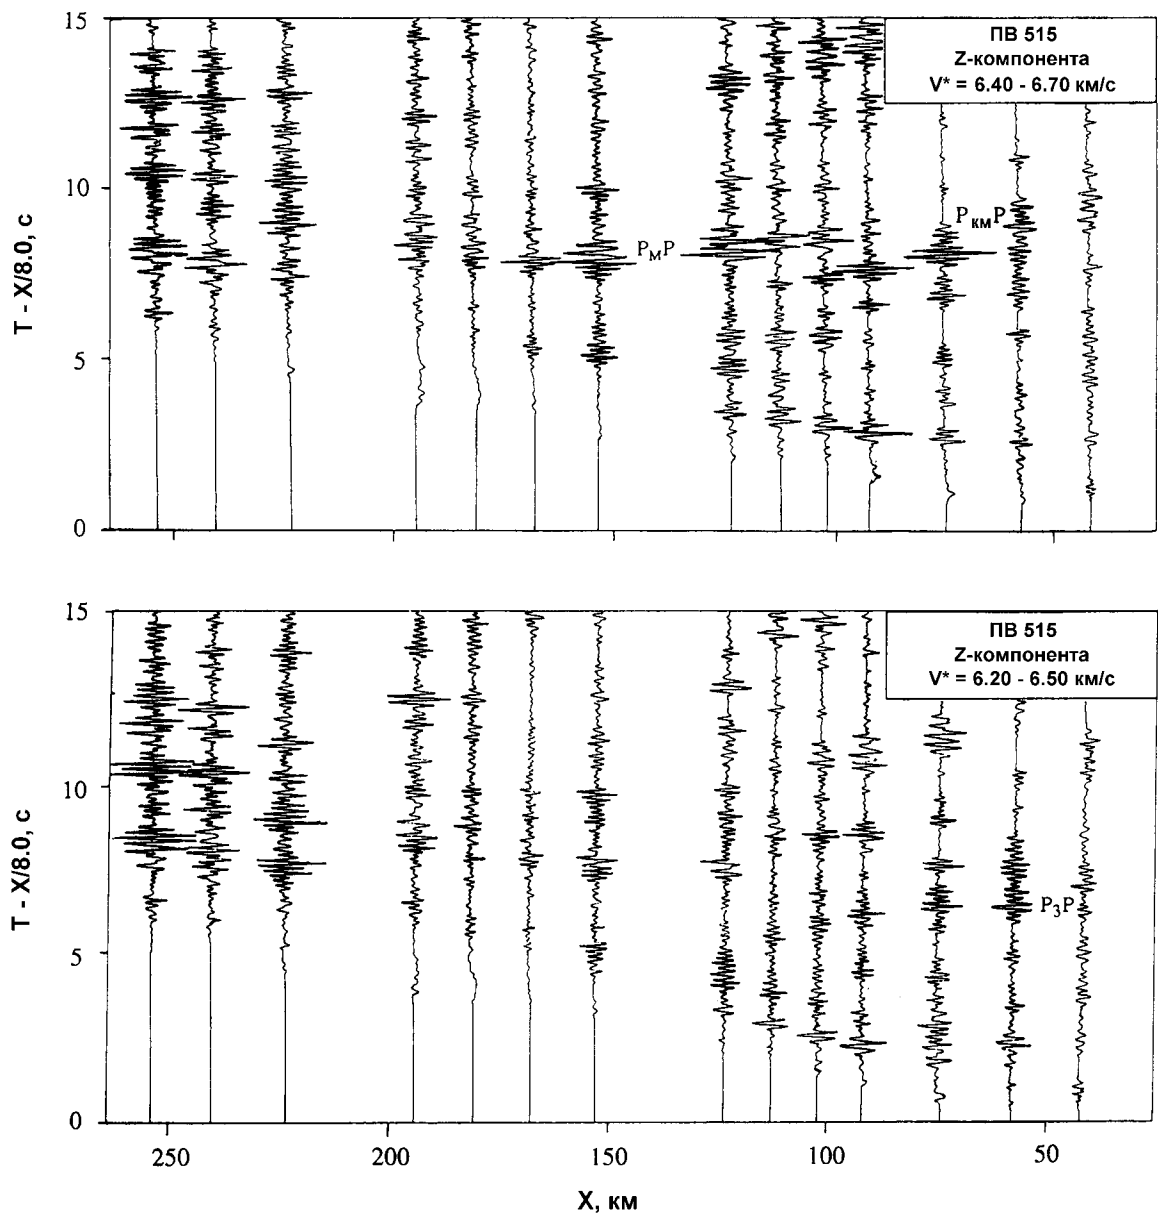 15
ПВ 515
Z-компонента
V* = 6.40 - 6.70 км/с
10
PкмP
PмP
T - X/8.0, с
5
0
15
ПВ 515
Z-компонента
V* = 6.20 - 6.50 км/с
10
T - X/8.0, с
P3P
5
0
250 200 150 100 50
X, км